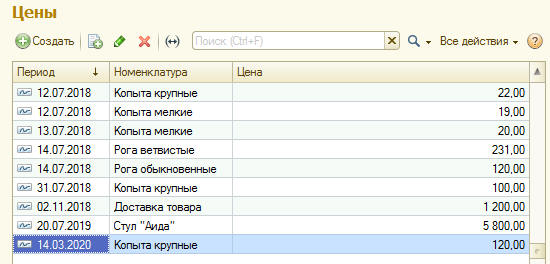 Цены
Создать Поиск (Ctrl+F) Все действия
Период Номенклатура Цена
12.07.2018 Копыта крупные 22,00
12.07.2018 Копыта мелкие 19,00
13.07.2018 Копыта мелкие 20,00
14.07.2018 Рога ветвистые 231,00
14.07.2018 Рога обыкновенные 120,00
31.07.2018 Копыта крупные 100,00
02.11.2018 Доставка товара 1 200,00
20.07.2019 Стул "Аида" 5 800,00
14.03.2020 Копыта крупные 120,00